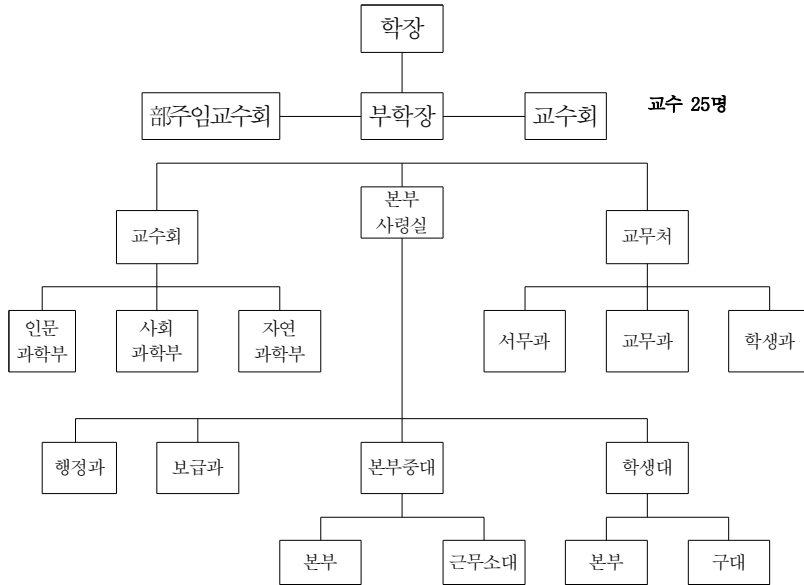 학장
部주임교수회
부학장
교수회
교수 25명
본부
사령실
교수회
교무처
인문
과학부
사회
과학부
자연
과학부
서무과
교무과
학생과
행정과
보급과
본부중대
학생대
본부
근무소대
본부
구대